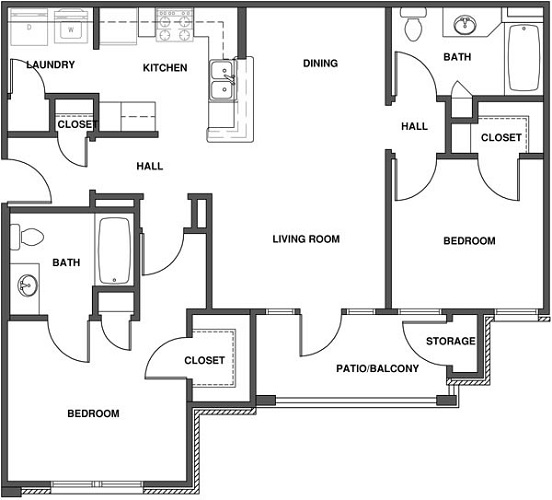 LAUNDRY
KITCHEN
DINING
BATH
CLOSET
HALL
CLOSET
HALL
BATH
LIVING ROOM
BEDROOM
CLOSET
STORAGE
PATIO/BALCONY
BEDROOM